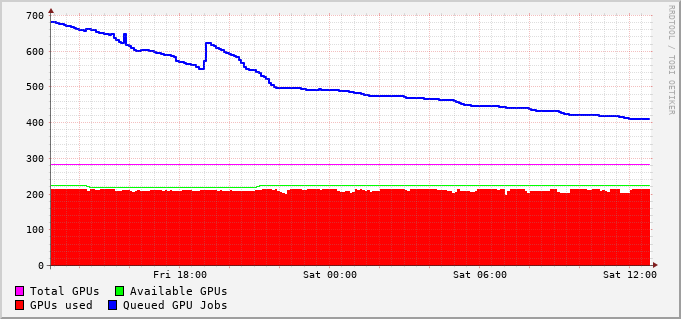 700
600
500
400
300
200
100
0
Fri 18:00 Sat 00:00 Sat 06:00 Sat 12:00
Total GPUs Available GPUs
GPUs used Queued GPU Jobs
RRDTOOL / TOBI OETIKER